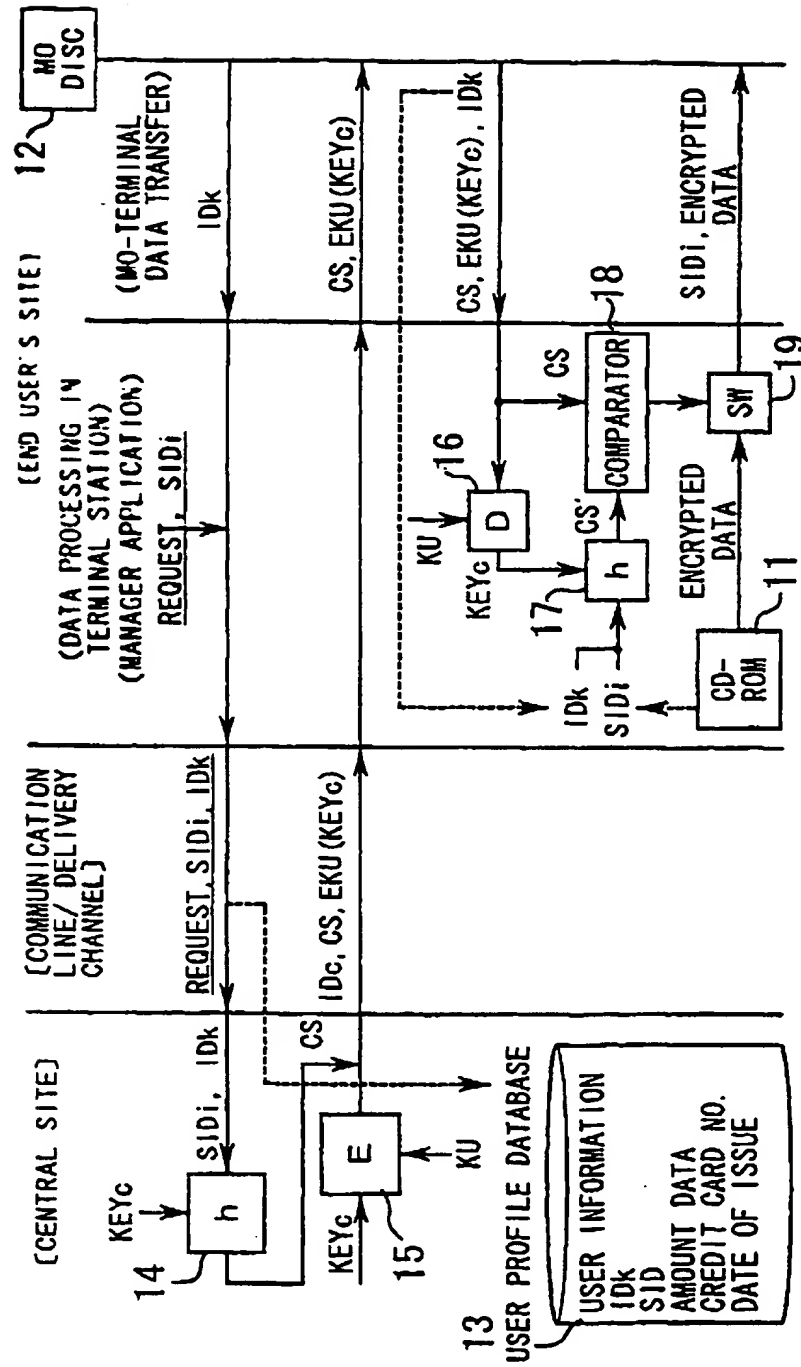 [CENTRAL SITE]
[COMMUNICATION
LINE/ DELIVERY
CHANNEL]
[END USER'S SITE]
(DATA PROCESSING IN
TERMINAL STATION)
(MANAGER APPLICATION)
REQUEST, SIDi
(MO-TERMINAL
DATA TRANSFER)
IDk
12
MO
DISC
KEYc
SIDi, IDk
REQUEST, SIDi, IDk
h
14
CS
IDc, CS, EKU(KEYc)
CS, EKU(KEYc)
KEYc
E
15
KU
CS, EKU(KEYc), IDk
KU
D
16
KEYc
CS
IDk
SIDi
17
h
CS'
COMPARATOR
18
CD-
ROM
11
ENCRYPTED
DATA
SW
19
SIDi, ENCRYPTED
DATA
13
USER PROFILE DATABASE
USER INFORMATION
IDk
SID
AMOUNT DATA
CREDIT CARD NO.
DATE OF ISSUE